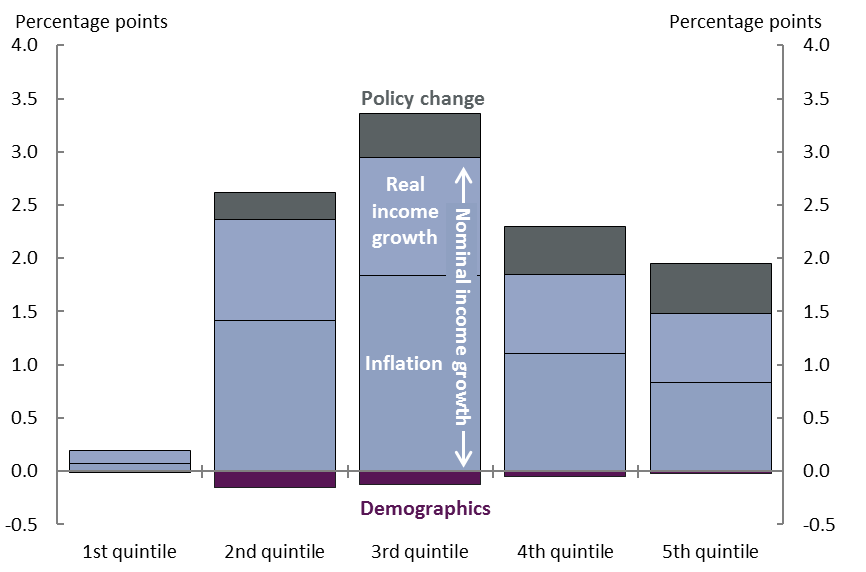 Percentage points
Percentage points
4.0
4.0
3.5
3.5
Policy change
3.0
3.0
Real
income
growth
2.5
2.5
Nominal income growth
2.0
2.0
1.5
1.5
Inflation
1.0
1.0
0.5
0.5
0.0
0.0
Demographics
-0.5
-0.5
1st quintile
2nd quintile
3rd quintile
4th quintile
5th quintile